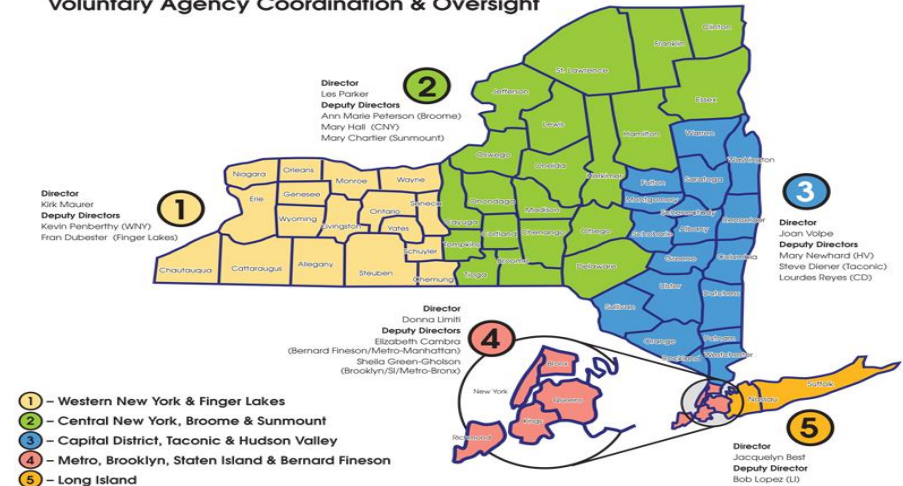 Voluntary Agency Coordination & Oversight
2
Director
Les Parker
Deputy Directors
Ann Marie Peterson (Broome)
Mary Hall (CNY)
Mary Chartier (Sunmount)
1
Director
Kirk Maurer
Deputy Directors
Kevin Penberthy (WNY)
Fran Dubester (Finger Lakes)
3
Director
Joan Volpe
Deputy Directors
Mary Newhard (HV)
Steve Diener (Taconic)
Lourdes Reyes (CD)
4
Director
Donna Limiti
Deputy Directors
Elizabeth Cambra
(Bernard Fineson/Metro-Manhattan)
Sheila Green-Gholson
(Brooklyn/SI/Metro-Bronx)
5
Director
Jacquelyn Best
Deputy Director
Bob Lopez (LI)
Clinton
Franklin
St. Lawrence
Essex
Jefferson
Lewis
Hamilton
Warren
Washington
Oswego
Oneida
Herkimer
Fulton
Saratoga
Montgomery
Niagara
Orleans
Monroe
Wayne
Erie
Genesee
Ontario
Seneca
Wyoming
Livingston
Yates
Cayuga
Onondaga
Madison
Schenectady
Rensselaer
Schoharie
Albany
Otsego
Chenango
Cortland
Schuyler
Tompkins
Chautauqua
Cattaraugus
Allegany
Steuben
Chemung
Tioga
Broome
Delaware
Greene
Columbia
Ulster
Dutchess
Sullivan
Orange
Putnam
Rockland
Westchester
Bronx
New York
Queens
Kings
Richmond
Nassau
Suffolk
1 – Western New York & Finger Lakes
2 – Central New York, Broome & Sunmount
3 – Capital District, Taconic & Hudson Valley
4 – Metro, Brooklyn, Staten Island & Bernard Fineson
5 – Long Island